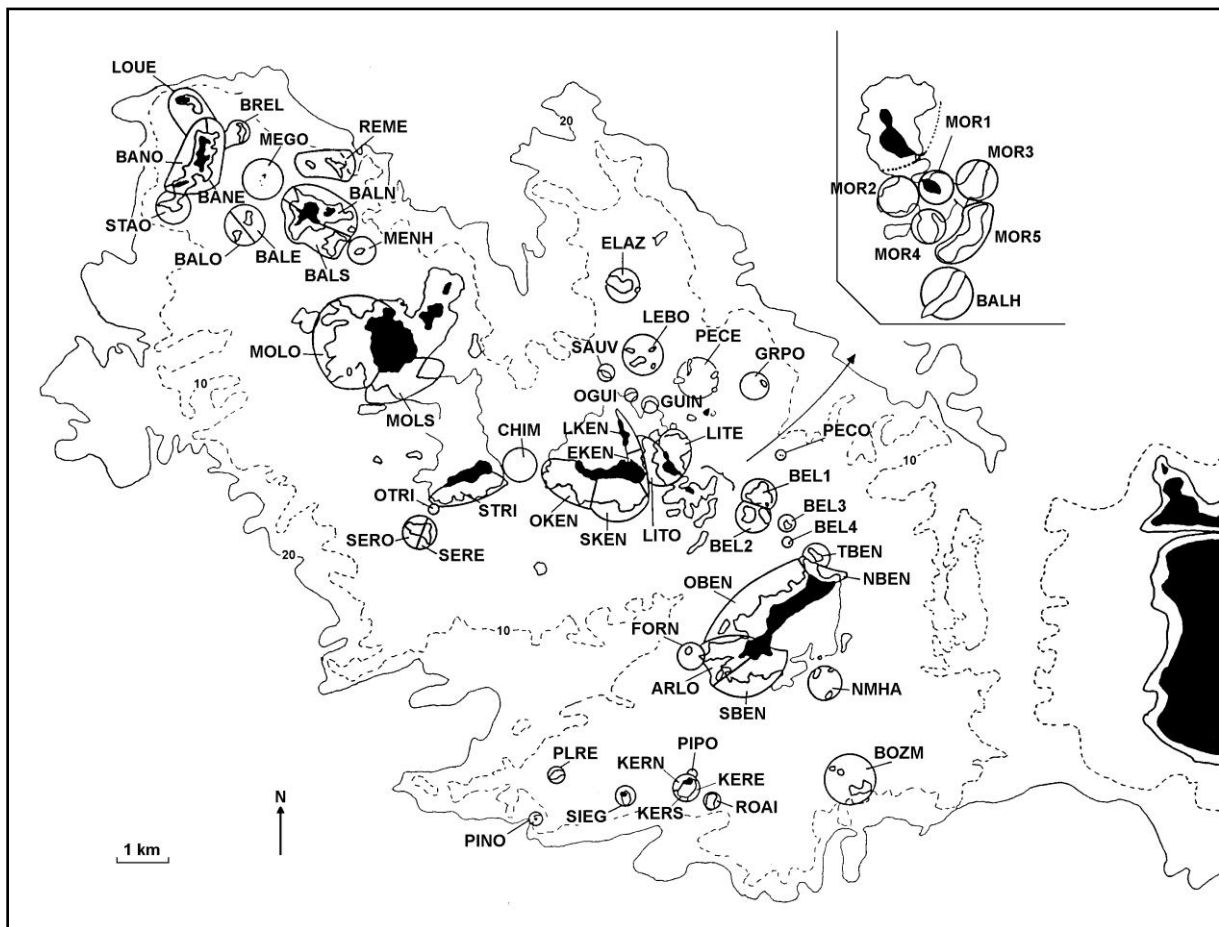 LOUE
BREL
MEGO
REME
BANO
BANE
BALN
STAO
MENH
BALO
BALE
BALS
20
MOR1
MOR3
MOR2
MOR4
MOR5
BALH
ELAZ
LEBO
PECE
SAUV
GRPO
MOLO
10
OGUI
GUIN
MOLS
CHIM
LKEN
LITE
PECO
EKEN
10
BEL1
OTRI
STRI
BEL3
OKEN
BEL4
SERO
SKEN
LITO
BEL2
SERE
TBEN
20
OBEN
NBEN
10
FORN
ARLO
NMHA
SBEN
PLRE
PIPO
BOZM
KERN
KERE
N
SIEG
KERS
ROAI
PINO
1 km